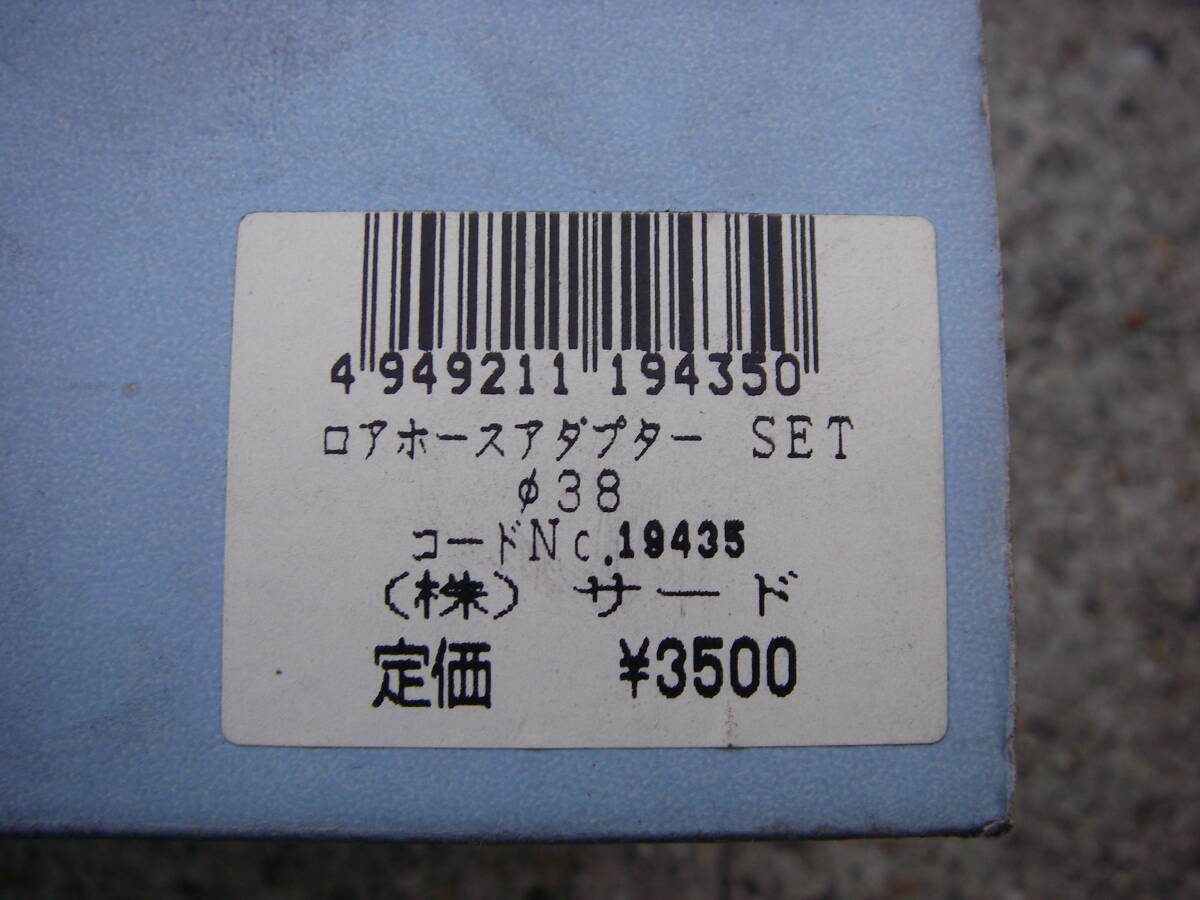 4 949211 194350
ロアホースアダプター SET
φ38
コードNo.19435
(株) サード
定価 ¥3500